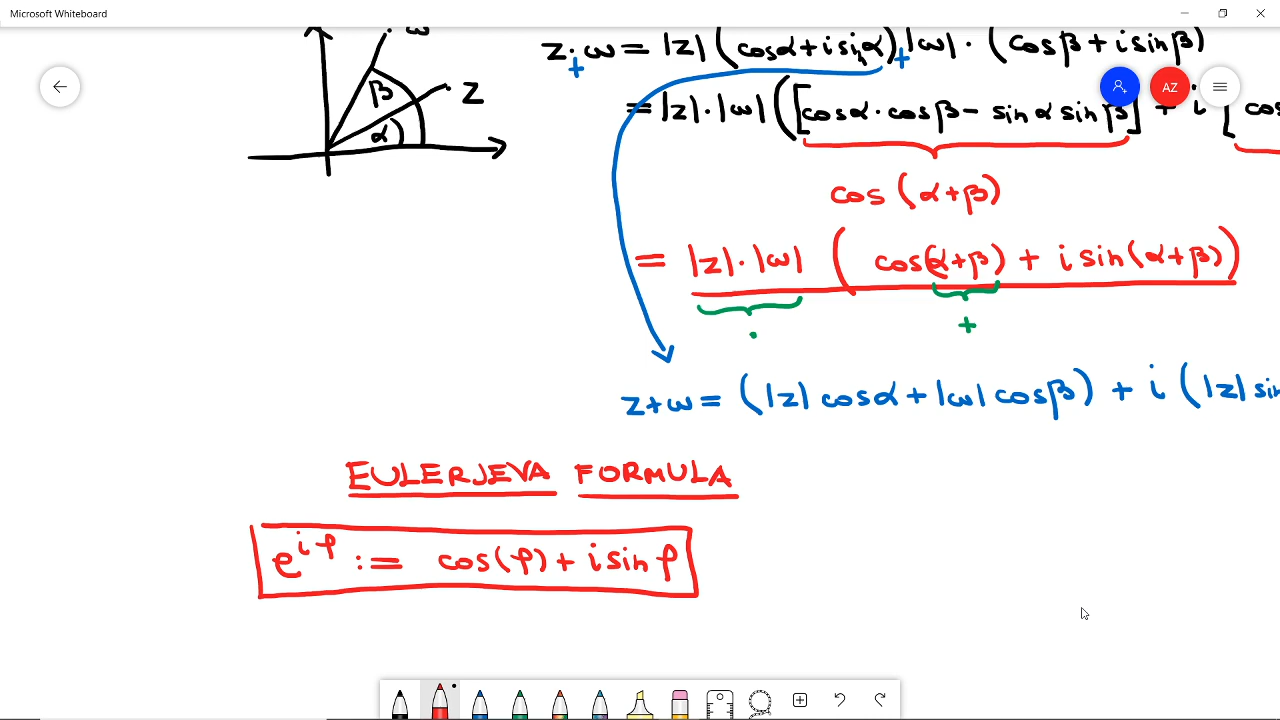 Microsoft Whiteboard
ω
β
z
α
z·ω = |z| (cosα + i sinα) |ω| · (cosβ + i sinβ)
+ +
AZ
= |z|·|ω| ([cosα·cosβ − sinα sinβ] + i [cos
cos (α+β)
= |z|·|ω| ( cos(α+β) + i sin(α+β))
· +
z+ω = (|z| cosα + |ω| cosβ) + i (|z| sin
EULERJEVA FORMULA
e^{iφ} := cos(φ) + i sin φ